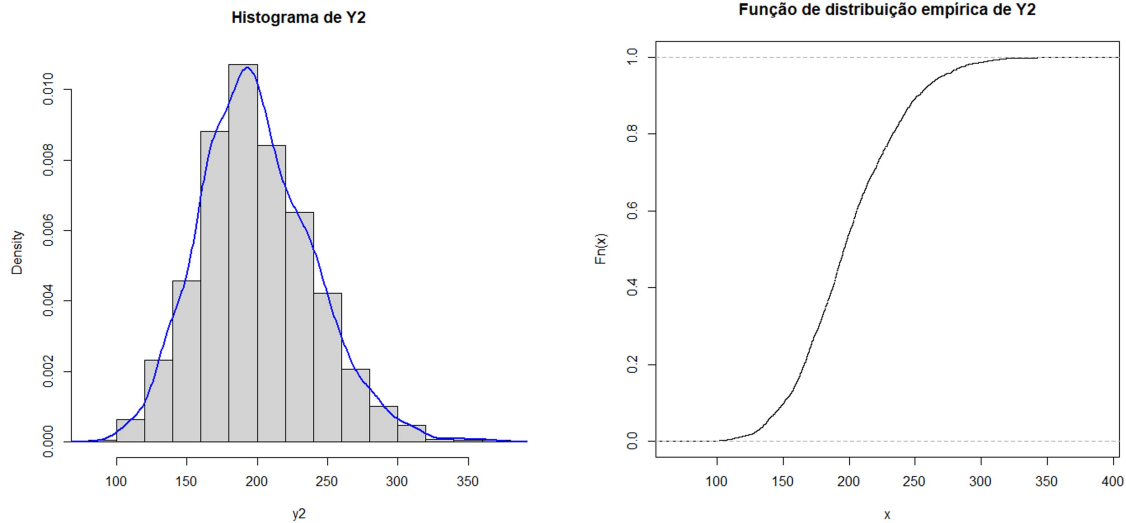 Histograma de Y2
Density
0.000 0.002 0.004 0.006 0.008 0.010
100 150 200 250 300 350
y2
Função de distribuição empírica de Y2
Fn(x)
0.0 0.2 0.4 0.6 0.8 1.0
100 150 200 250 300 350 400
x